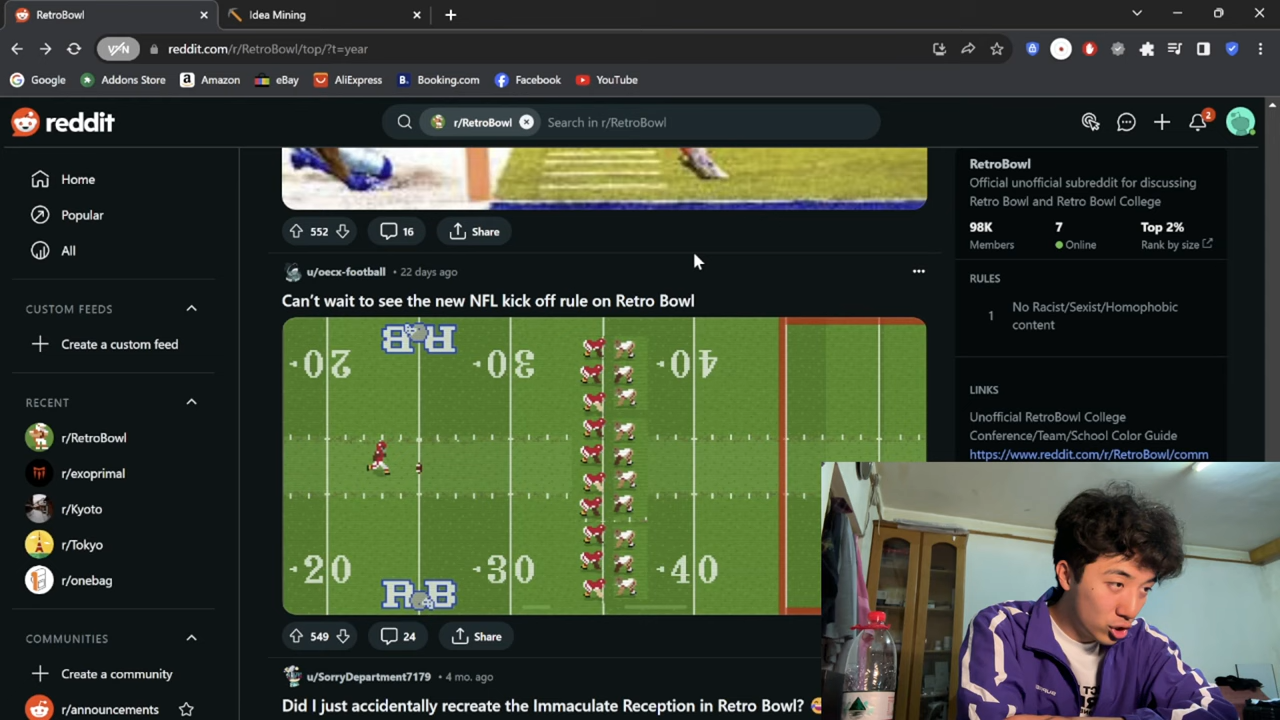 RetroBowl
Idea Mining
VPN
reddit.com/r/RetroBowl/top/?t=year
Google
Addons Store
Amazon
eBay
AliExpress
B. Booking.com
Facebook
YouTube
reddit
r/RetroBowl
Search in r/RetroBowl
2
Home
Popular
All
CUSTOM FEEDS
Create a custom feed
RECENT
r/RetroBowl
r/exoprimal
r/Kyoto
r/Tokyo
r/onebag
COMMUNITIES
Create a community
r/announcements
552
16
Share
u/oecx-football • 22 days ago
Can't wait to see the new NFL kick off rule on Retro Bowl
RB
20
30
40
20
30
40
RB
549
24
Share
u/SorryDepartment7179 • 4 mo. ago
Did I just accidentally recreate the Immaculate Reception in Retro Bowl?
RetroBowl
Official unofficial subreddit for discussing
Retro Bowl and Retro Bowl College
98K
7
Top 2%
Members
Online
Rank by size
RULES
1
No Racist/Sexist/Homophobic
content
LINKS
Unofficial RetroBowl College
Conference/Team/School Color Guide
https://www.reddit.com/r/RetroBowl/comm